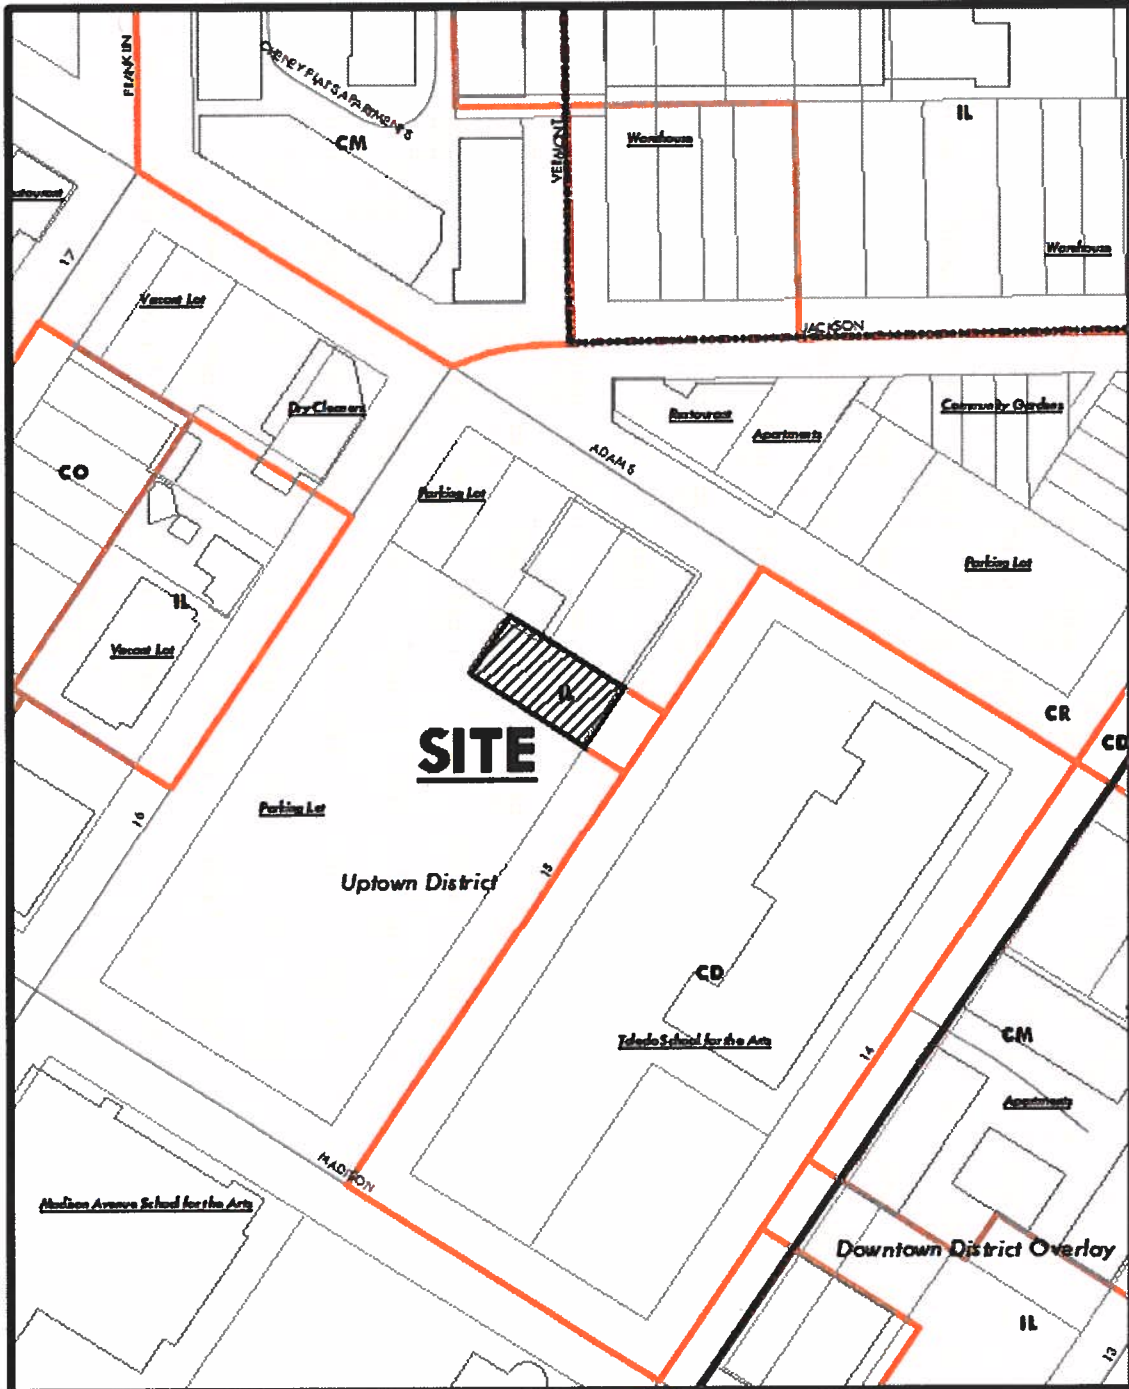 FRANKLIN
CHENEY FLATS APARTMENTS
CM
VERMONT
Warehouse
IL
Warehouse
17
Vacant Lot
JACKSON
Dry Cleaners
Restaurant
Apartments
Community Gardens
CO
ADAMS
Parking Lot
Parking Lot
IL
Vacant Lot
IL
CR
CD
SITE
Parking Lot
16
15
Uptown District
CD
Toledo School for the Arts
14
CM
Apartments
MADISON
Madison Avenue School for the Arts
Downtown District Overlay
IL
13